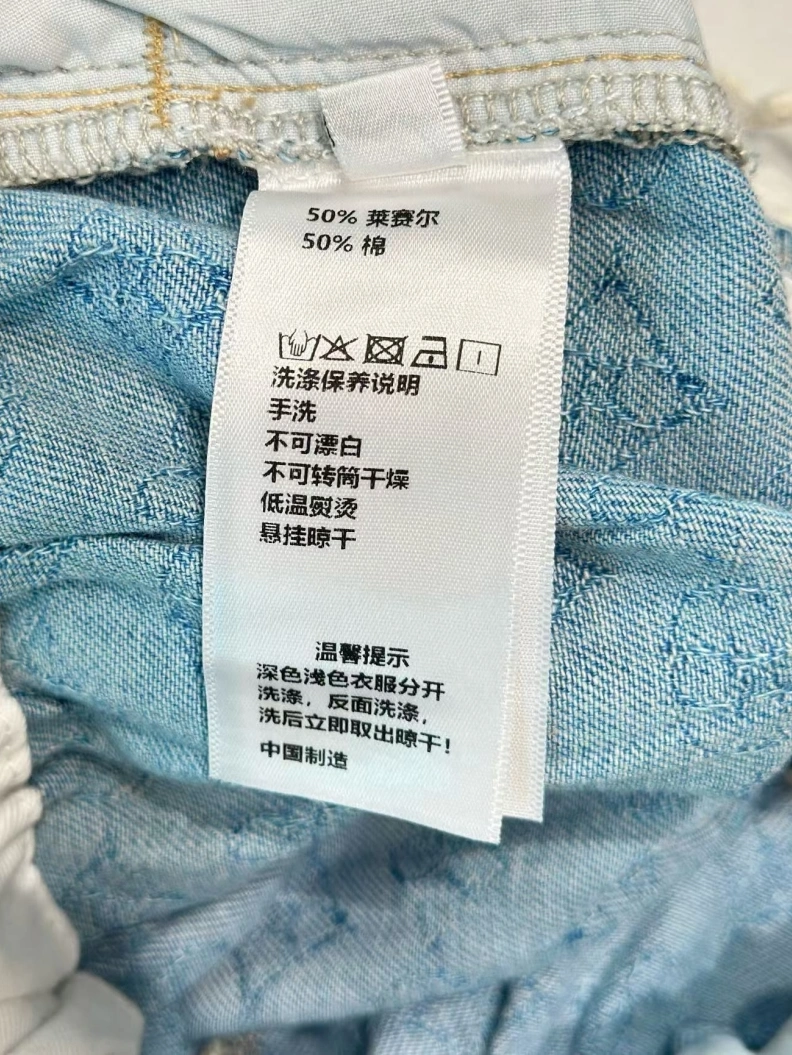 50% 莱赛尔
50% 棉
洗涤保养说明
手洗
不可漂白
不可转筒干燥
低温熨烫
悬挂晾干
温馨提示
深色浅色衣服分开
洗涤，反面洗涤，
洗后立即取出晾干！
中国制造